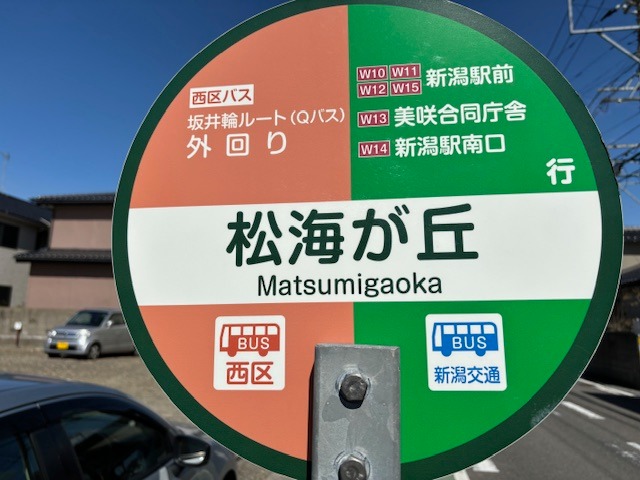 西区バス
坂井輪ルート(Qバス)
外回り
W10 W11
W12 W15
新潟駅前
W13 美咲合同庁舎
W14 新潟駅南口
行
松海が丘
Matsumigaoka
BUS
西区
BUS
新潟交通